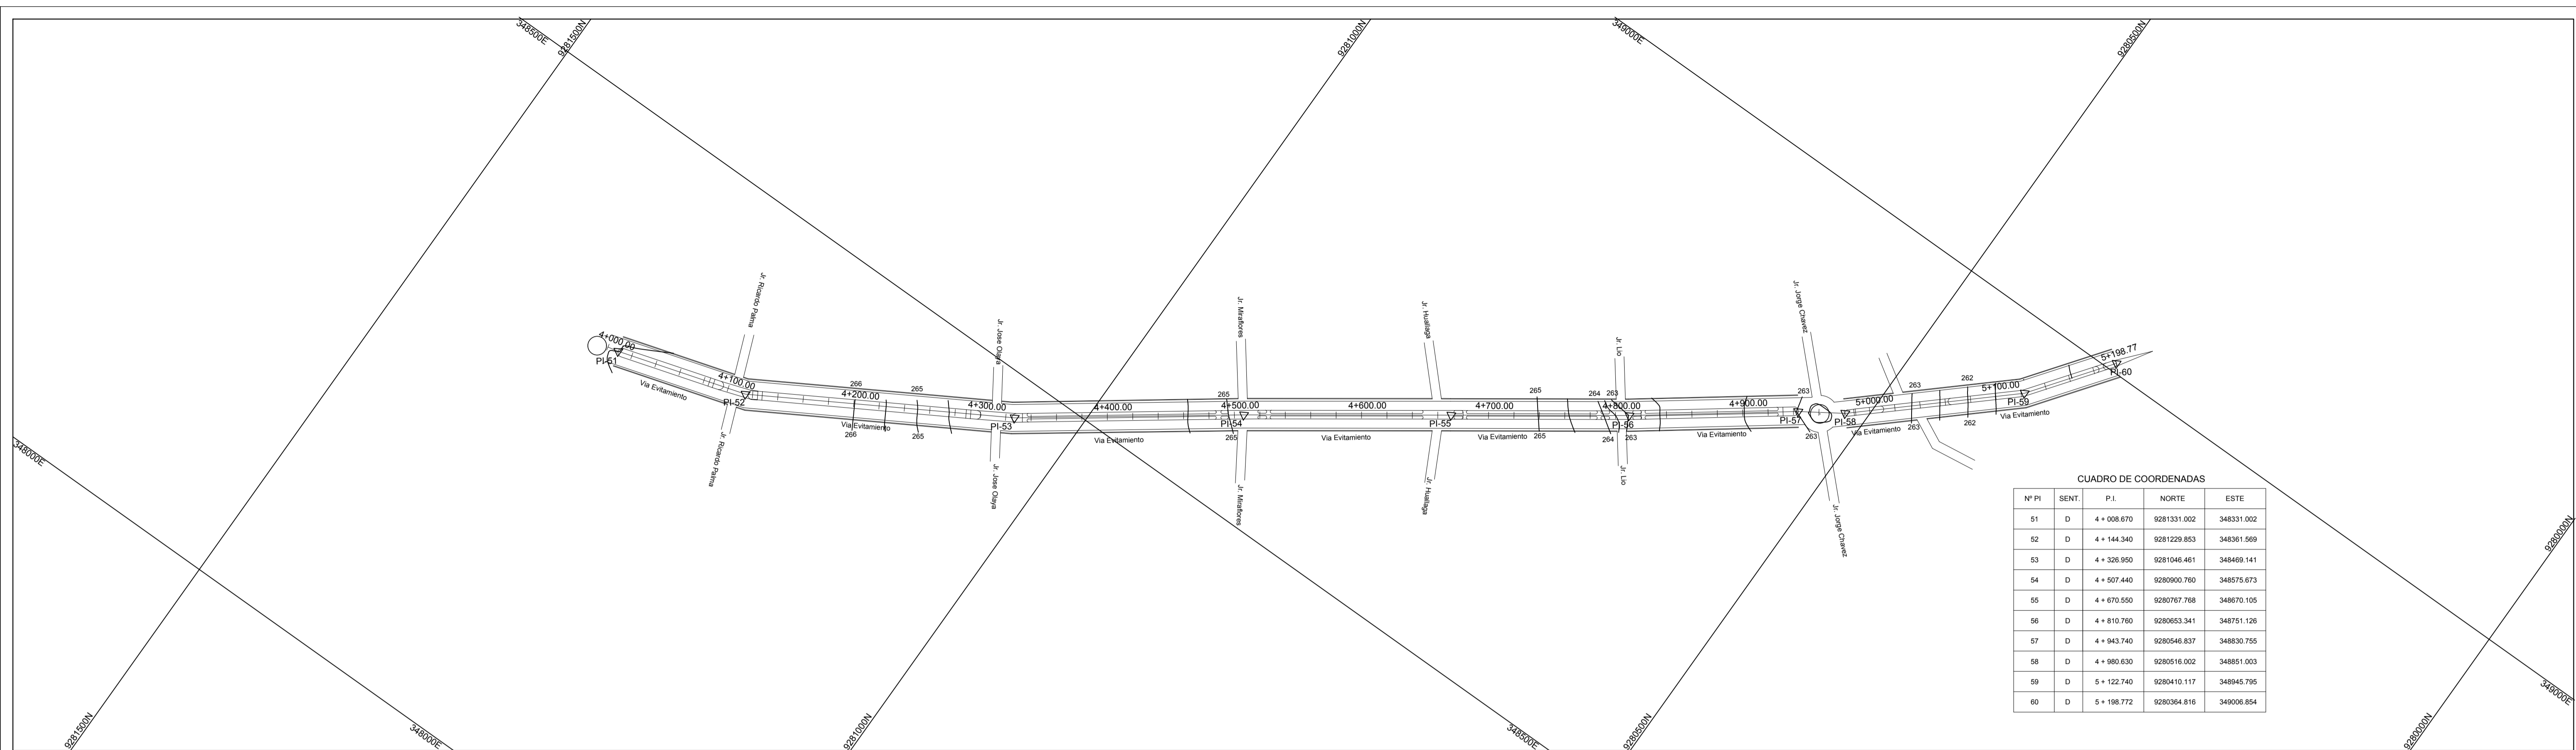 348500E
9281500N
9281000N
349000E
9280500N
Jr. Ricardo Palma
Jr. Jose Olaya
Jr. Miraflores
Jr. Huallaga
Jr. Lio
Jr. Jorge Chavez
4+000.00
PI-51
Via Evitamiento
4+100.00
PI-52
266
265
4+200.00
Via Evitamiento
266
265
4+300.00
PI-53
4+400.00
Via Evitamiento
265
4+500.00
PI-54
265
4+600.00
Via Evitamiento
PI-55
4+700.00
Via Evitamiento
265
265
264
263
4+800.00
PI-56
264
263
4+900.00
Via Evitamiento
263
PI-57
263
PI-58
5+000.00
Via Evitamiento
263
263
262
262
5+100.00
PI-59
Via Evitamiento
5+198.77
PI-60
Jr. Ricardo Palma
Jr. Jose Olaya
Jr. Miraflores
Jr. Huallaga
Jr. Lio
Jr. Jorge Chavez
348000E
9281500N
348000E
9281000N
348500E
9280500N
9280000N
9280000N
349000E
CUADRO DE COORDENADAS
Nº PI SENT. P.I. NORTE ESTE
51 D 4 + 008.670 9281331.002 348331.002
52 D 4 + 144.340 9281229.853 348361.569
53 D 4 + 326.950 9281046.461 348469.141
54 D 4 + 507.440 9280900.760 348575.673
55 D 4 + 670.550 9280767.768 348670.105
56 D 4 + 810.760 9280653.341 348751.126
57 D 4 + 943.740 9280546.837 348830.755
58 D 4 + 980.630 9280516.002 348851.003
59 D 5 + 122.740 9280410.117 348945.795
60 D 5 + 198.772 9280364.816 349006.854